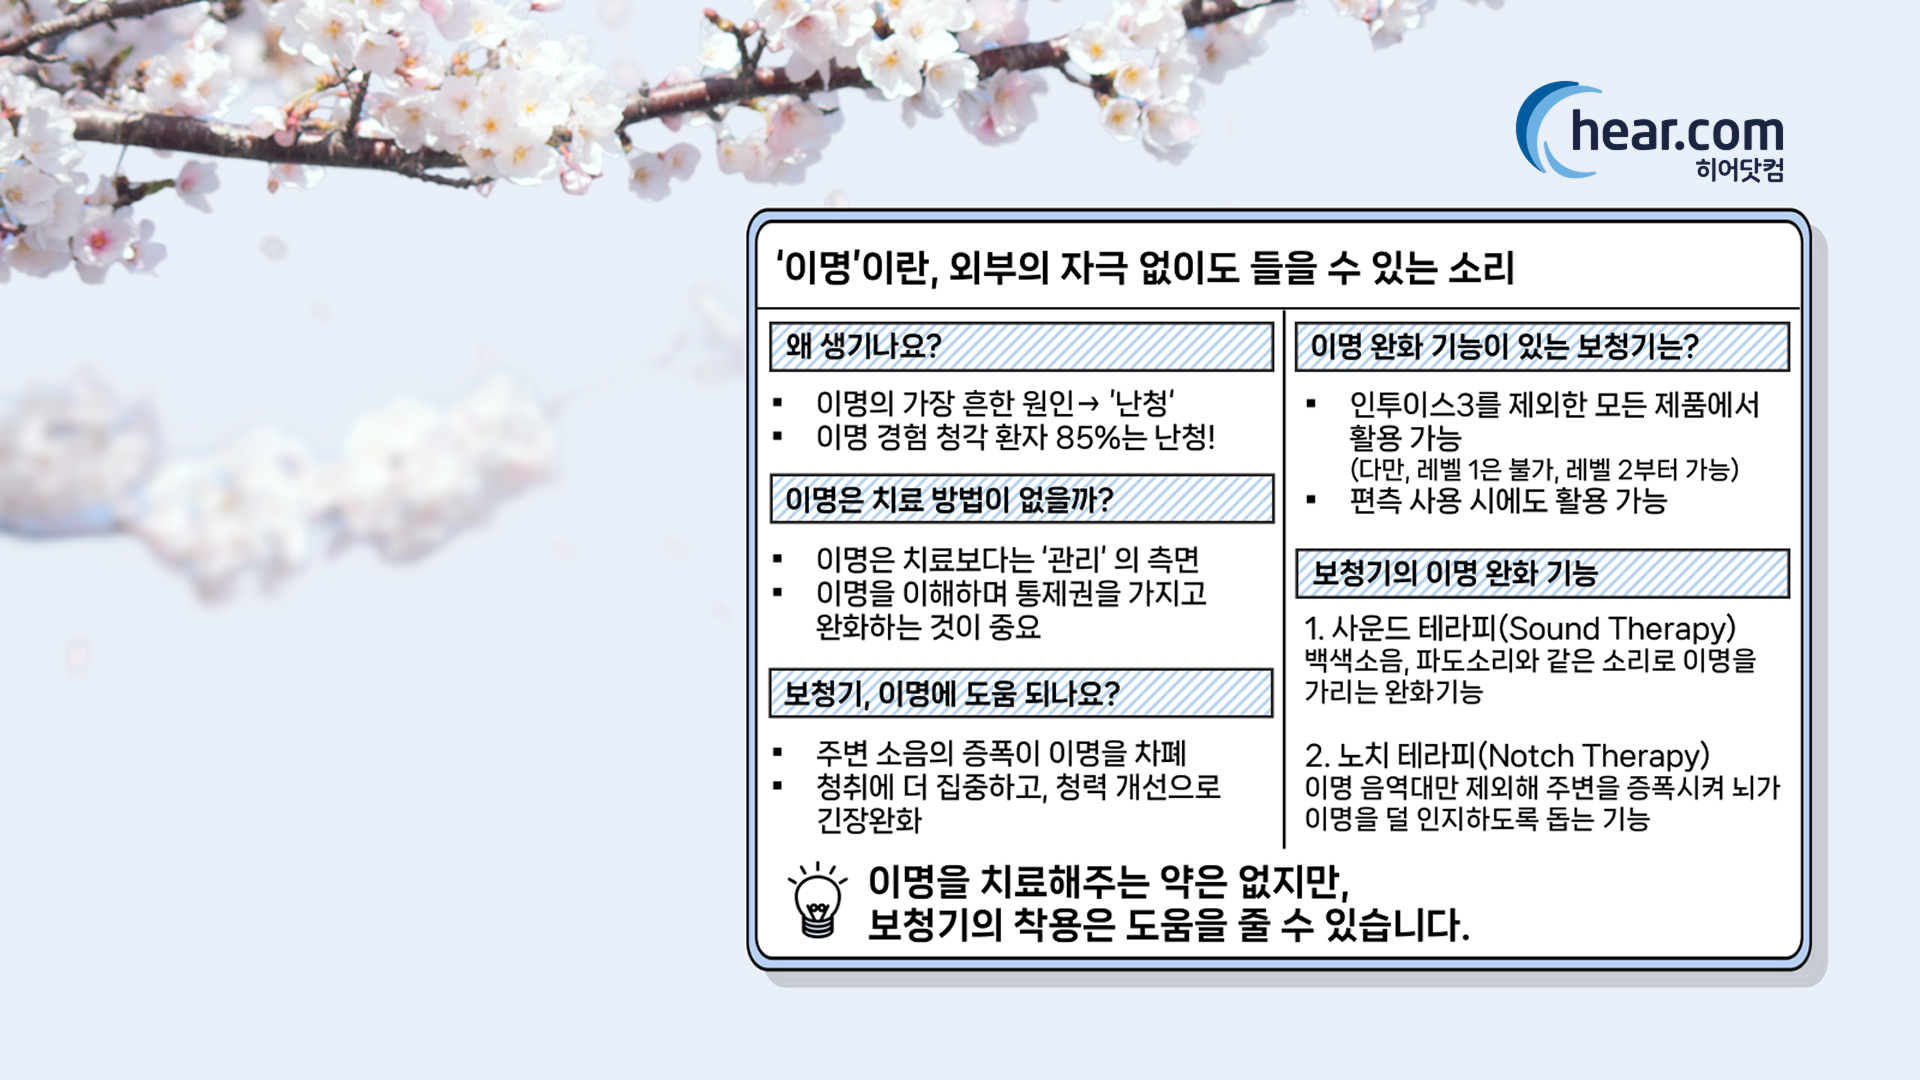 hear.com
히어닷컴
‘이명’이란, 외부의 자극 없이도 들을 수 있는 소리
왜 생기나요?
▪ 이명의 가장 흔한 원인→ ’난청‘
▪ 이명 경험 청각 환자 85%는 난청!
이명은 치료 방법이 없을까?
▪ 이명은 치료보다는 ‘관리’ 의 측면
▪ 이명을 이해하며 통제권을 가지고
완화하는 것이 중요
보청기, 이명에 도움 되나요?
▪ 주변 소음의 증폭이 이명을 차폐
▪ 청취에 더 집중하고, 청력 개선으로
긴장완화
이명 완화 기능이 있는 보청기는?
▪ 인투이스3를 제외한 모든 제품에서
활용 가능
(다만, 레벨 1은 불가, 레벨 2부터 가능)
▪ 편측 사용 시에도 활용 가능
보청기의 이명 완화 기능
1. 사운드 테라피(Sound Therapy)
백색소음, 파도소리와 같은 소리로 이명을
가리는 완화기능
2. 노치 테라피(Notch Therapy)
이명 음역대만 제외해 주변을 증폭시켜 뇌가
이명을 덜 인지하도록 돕는 기능
이명을 치료해주는 약은 없지만,
보청기의 착용은 도움을 줄 수 있습니다.